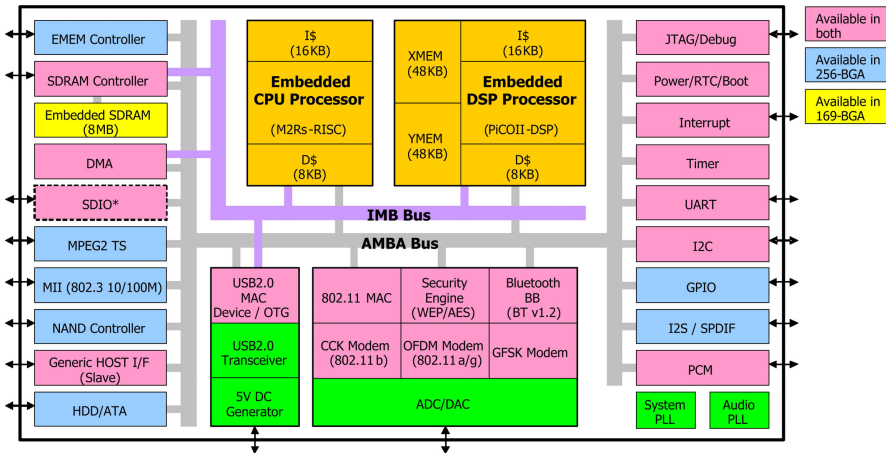 EMEM Controller
SDRAM Controller
Embedded SDRAM
(8MB)
DMA
SDIO*
MPEG2 TS
MII (802.3 10/100M)
NAND Controller
Generic HOST I/F
(Slave)
HDD/ATA
I$
(16KB)
Embedded
CPU Processor
(M2Rs-RISC)
D$
(8KB)
XMEM
(48KB)
YMEM
(48KB)
I$
(16KB)
Embedded
DSP Processor
(PiCOII-DSP)
D$
(8KB)
IMB Bus
AMBA Bus
USB2.0
MAC
Device / OTG
USB2.0
Transceiver
5V DC
Generator
802.11 MAC
Security
Engine
(WEP/AES)
Bluetooth
BB
(BT v1.2)
CCK Modem
(802.11b)
OFDM Modem
(802.11a/g)
GFSK Modem
ADC/DAC
JTAG/Debug
Power/RTC/Boot
Interrupt
Timer
UART
I2C
GPIO
I2S / SPDIF
PCM
System
PLL
Audio
PLL
Available in
both
Available in
256-BGA
Available in
169-BGA